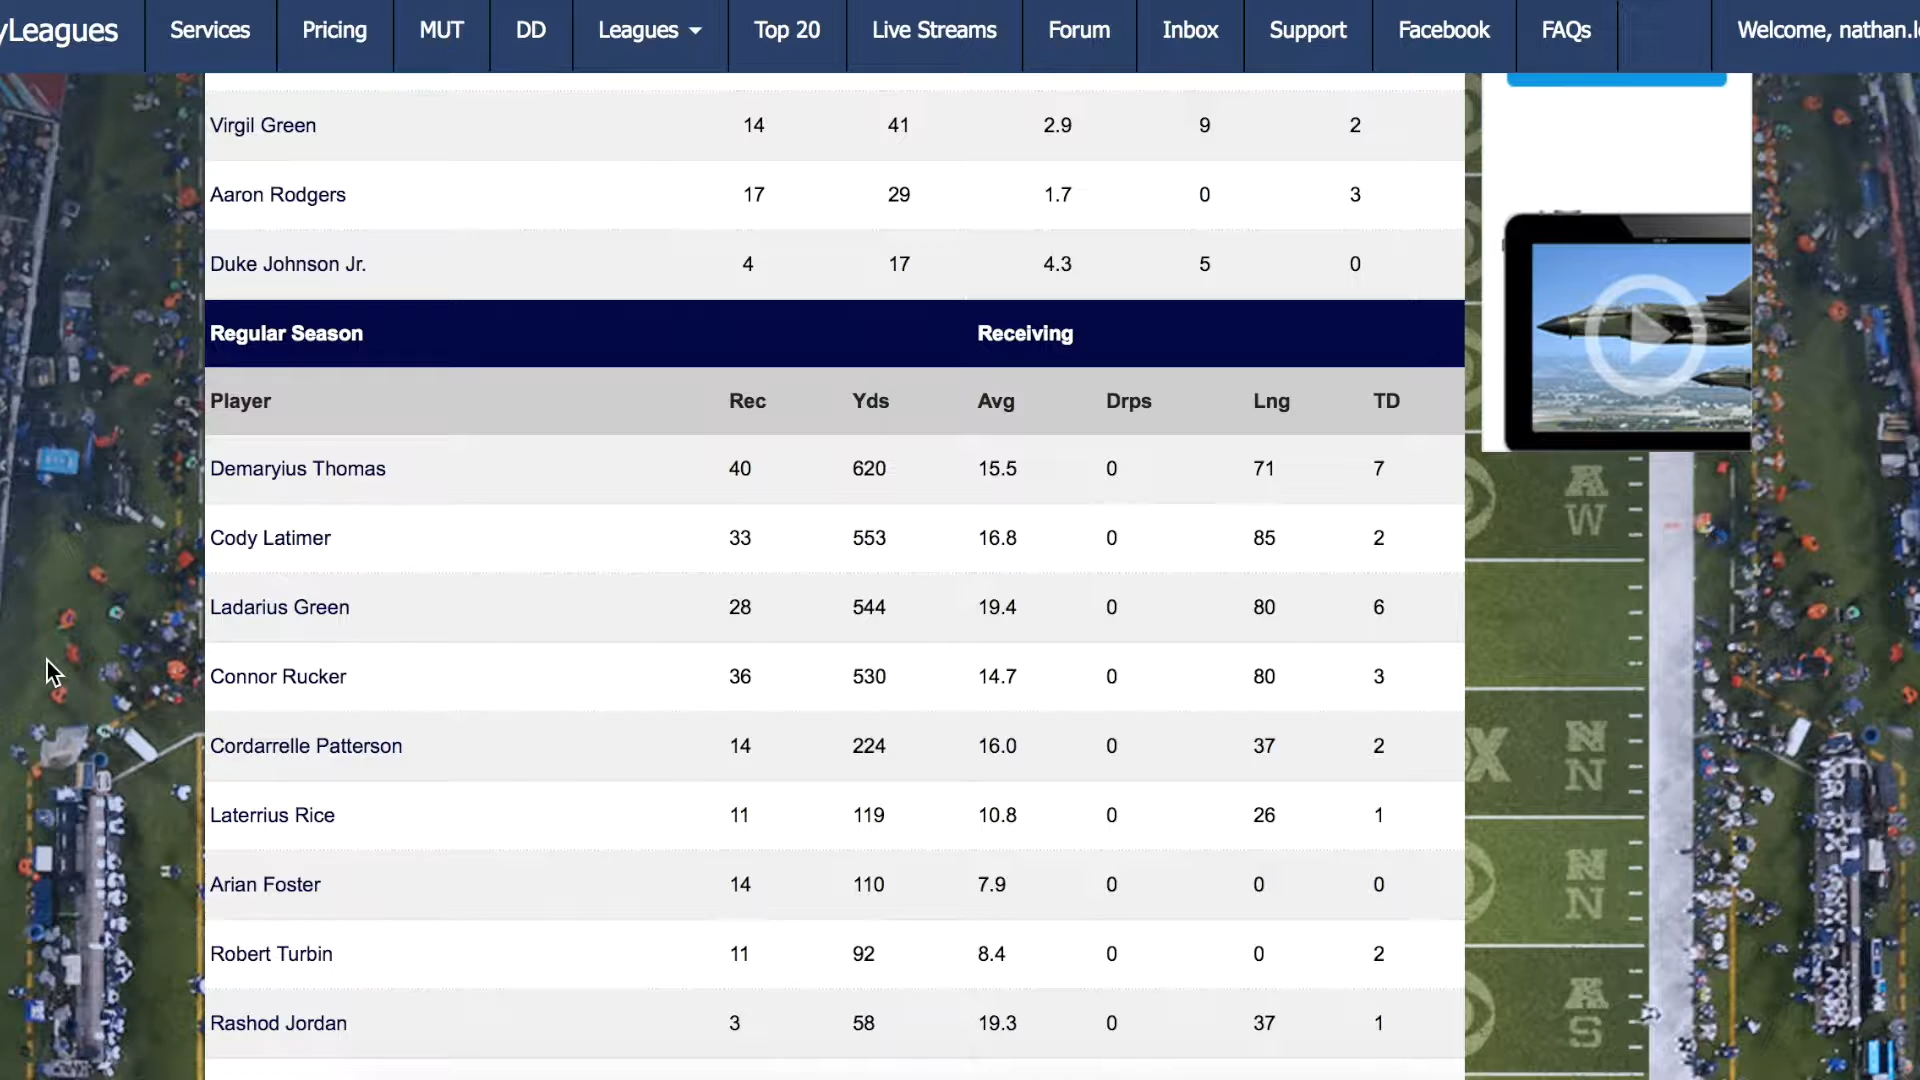 yLeagues Services Pricing MUT DD Leagues Top 20 Live Streams Forum Inbox Support Facebook FAQs Welcome, nathan.l
Virgil Green 14 41 2.9 9 2
Aaron Rodgers 17 29 1.7 0 3
Duke Johnson Jr. 4 17 4.3 5 0
Regular Season Receiving
Player Rec Yds Avg Drps Lng TD
Demaryius Thomas 40 620 15.5 0 71 7
Cody Latimer 33 553 16.8 0 85 2
Ladarius Green 28 544 19.4 0 80 6
Connor Rucker 36 530 14.7 0 80 3
Cordarrelle Patterson 14 224 16.0 0 37 2
Laterrius Rice 11 119 10.8 0 26 1
Arian Foster 14 110 7.9 0 0 0
Robert Turbin 11 92 8.4 0 0 2
Rashod Jordan 3 58 19.3 0 37 1